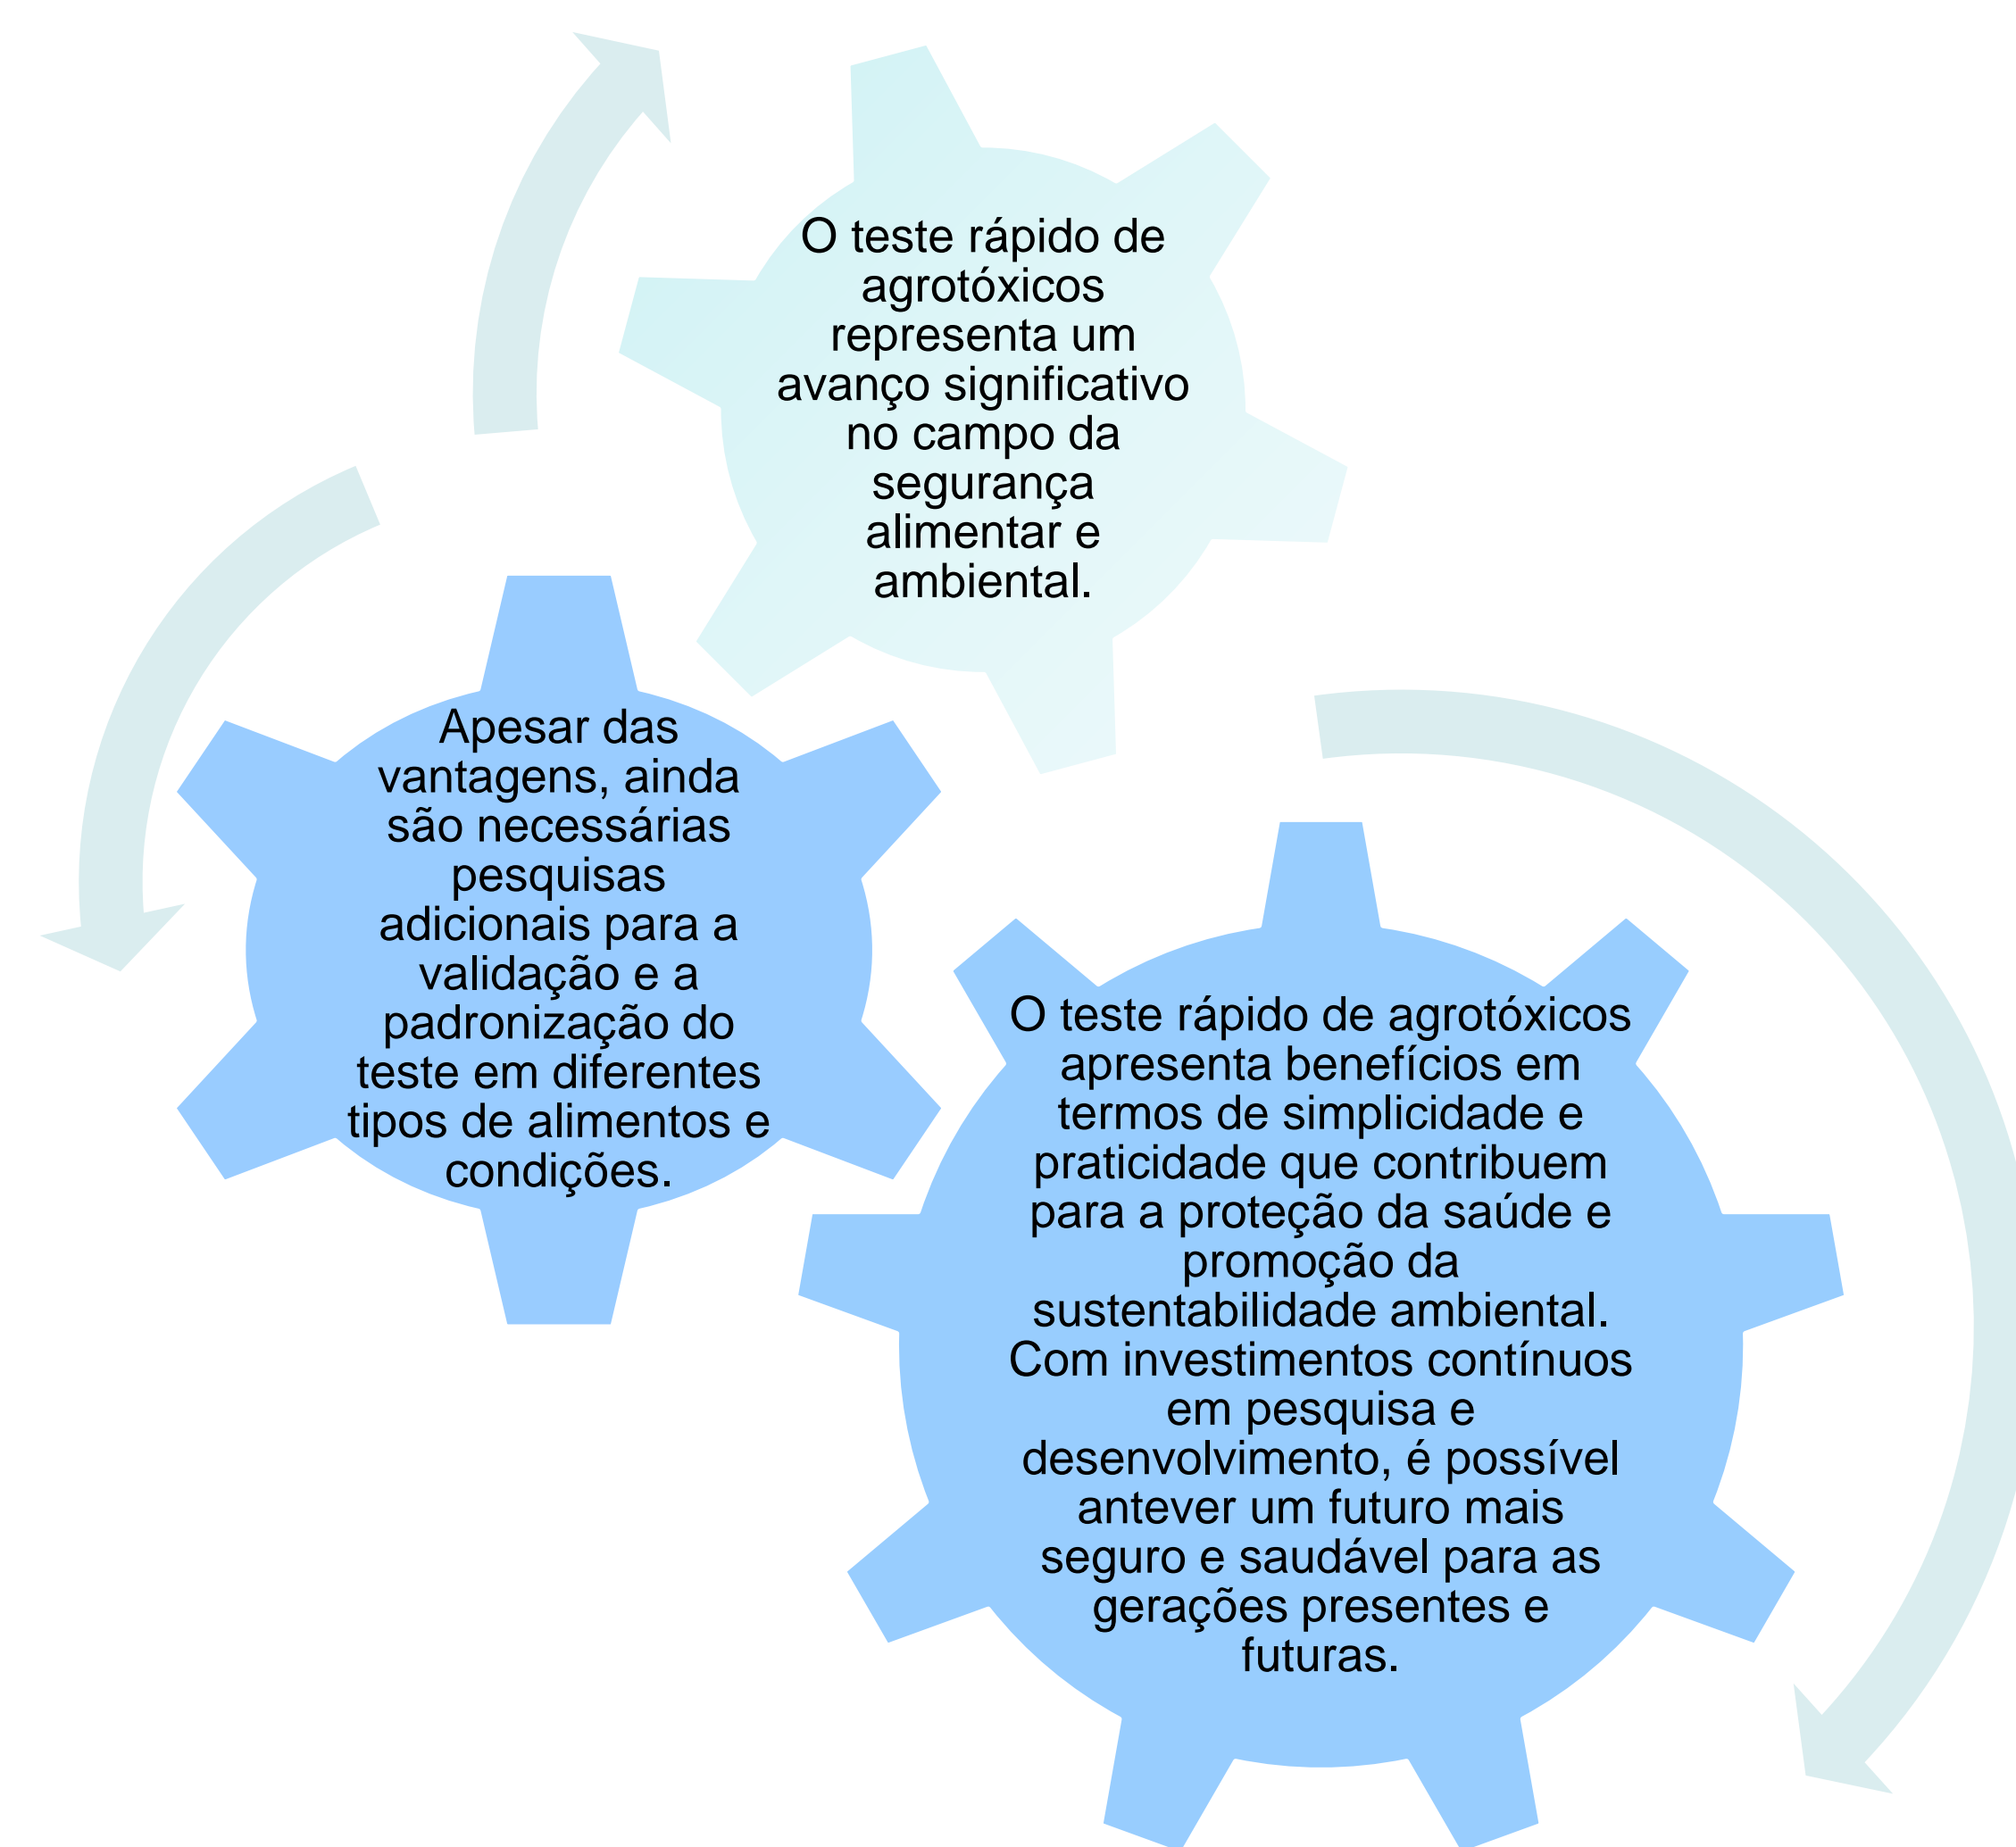 O teste rápido de
agrotóxicos
representa um
avanço significativo
no campo da
segurança
alimentar e
ambiental.
Apesar das
vantagens, ainda
são necessárias
pesquisas
adicionais para a
validação e a
padronização do
teste em diferentes
tipos de alimentos e
condições.
O teste rápido de agrotóxicos
apresenta benefícios em
termos de simplicidade e
praticidade que contribuem
para a proteção da saúde e
promoção da
sustentabilidade ambiental.
Com investimentos contínuos
em pesquisa e
desenvolvimento, é possível
antever um futuro mais
seguro e saudável para as
gerações presentes e
futuras.